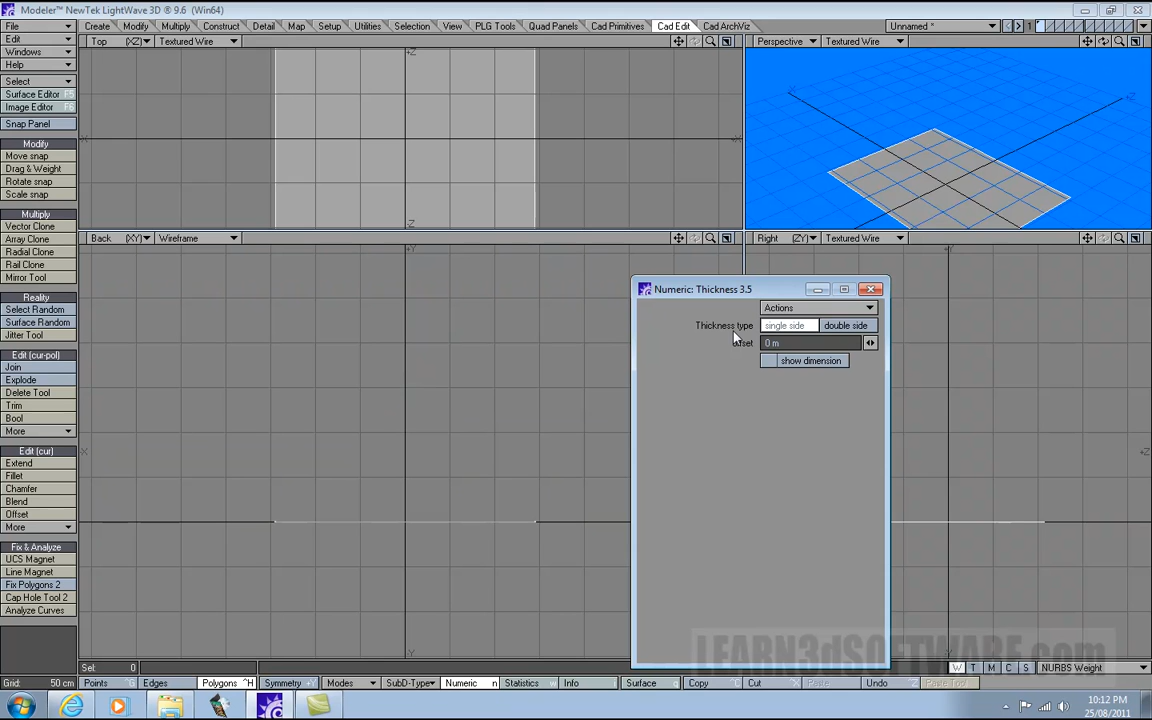 Modeler™ NewTek LightWave 3D ® 9.6 (Win64)
File
Create
Modify
Multiply
Construct
Detail
Map
Setup
Utilities
Selection
View
PLG Tools
Quad Panels
Cad Primitives
Cad Edit
Cad ArchViz
Unnamed *
1
Edit
Windows
Help
Select
Surface Editor F5
Image Editor F6
Snap Panel
Modify
Move snap
Drag & Weight
Rotate snap
Scale snap
Multiply
Vector Clone
Array Clone
Radial Clone
Rail Clone
Mirror Tool
Reality
Select Random
Surface Random
Jitter Tool
Edit (cur-pol)
Join
Explode
Delete Tool
Trim
Bool
More
Edit (cur)
Extend
Fillet
Chamfer
Blend
Offset
More
Fix & Analyze
UCS Magnet
Line Magnet
Fix Polygons 2
Cap Hole Tool 2
Analyze Curves
Top (XZ) Textured Wire
Perspective Textured Wire
Back (XY) Wireframe
Right (ZY) Textured Wire
Numeric: Thickness 3.5
Actions
Thickness type single side double side
0 m
show dimension
LEARN3dSOFTWARE.com
Sel: 0
W T M C S NURBS Weight
Grid: 50 cm
Points ^G
Edges
Polygons ^H
Symmetry +Y
Modes
SubD-Type
Numeric n
Statistics w
Info i
Surface q
Copy c
Cut x
Paste v
Undo ^Z
Paste Tool
10:12 PM
25/08/2011